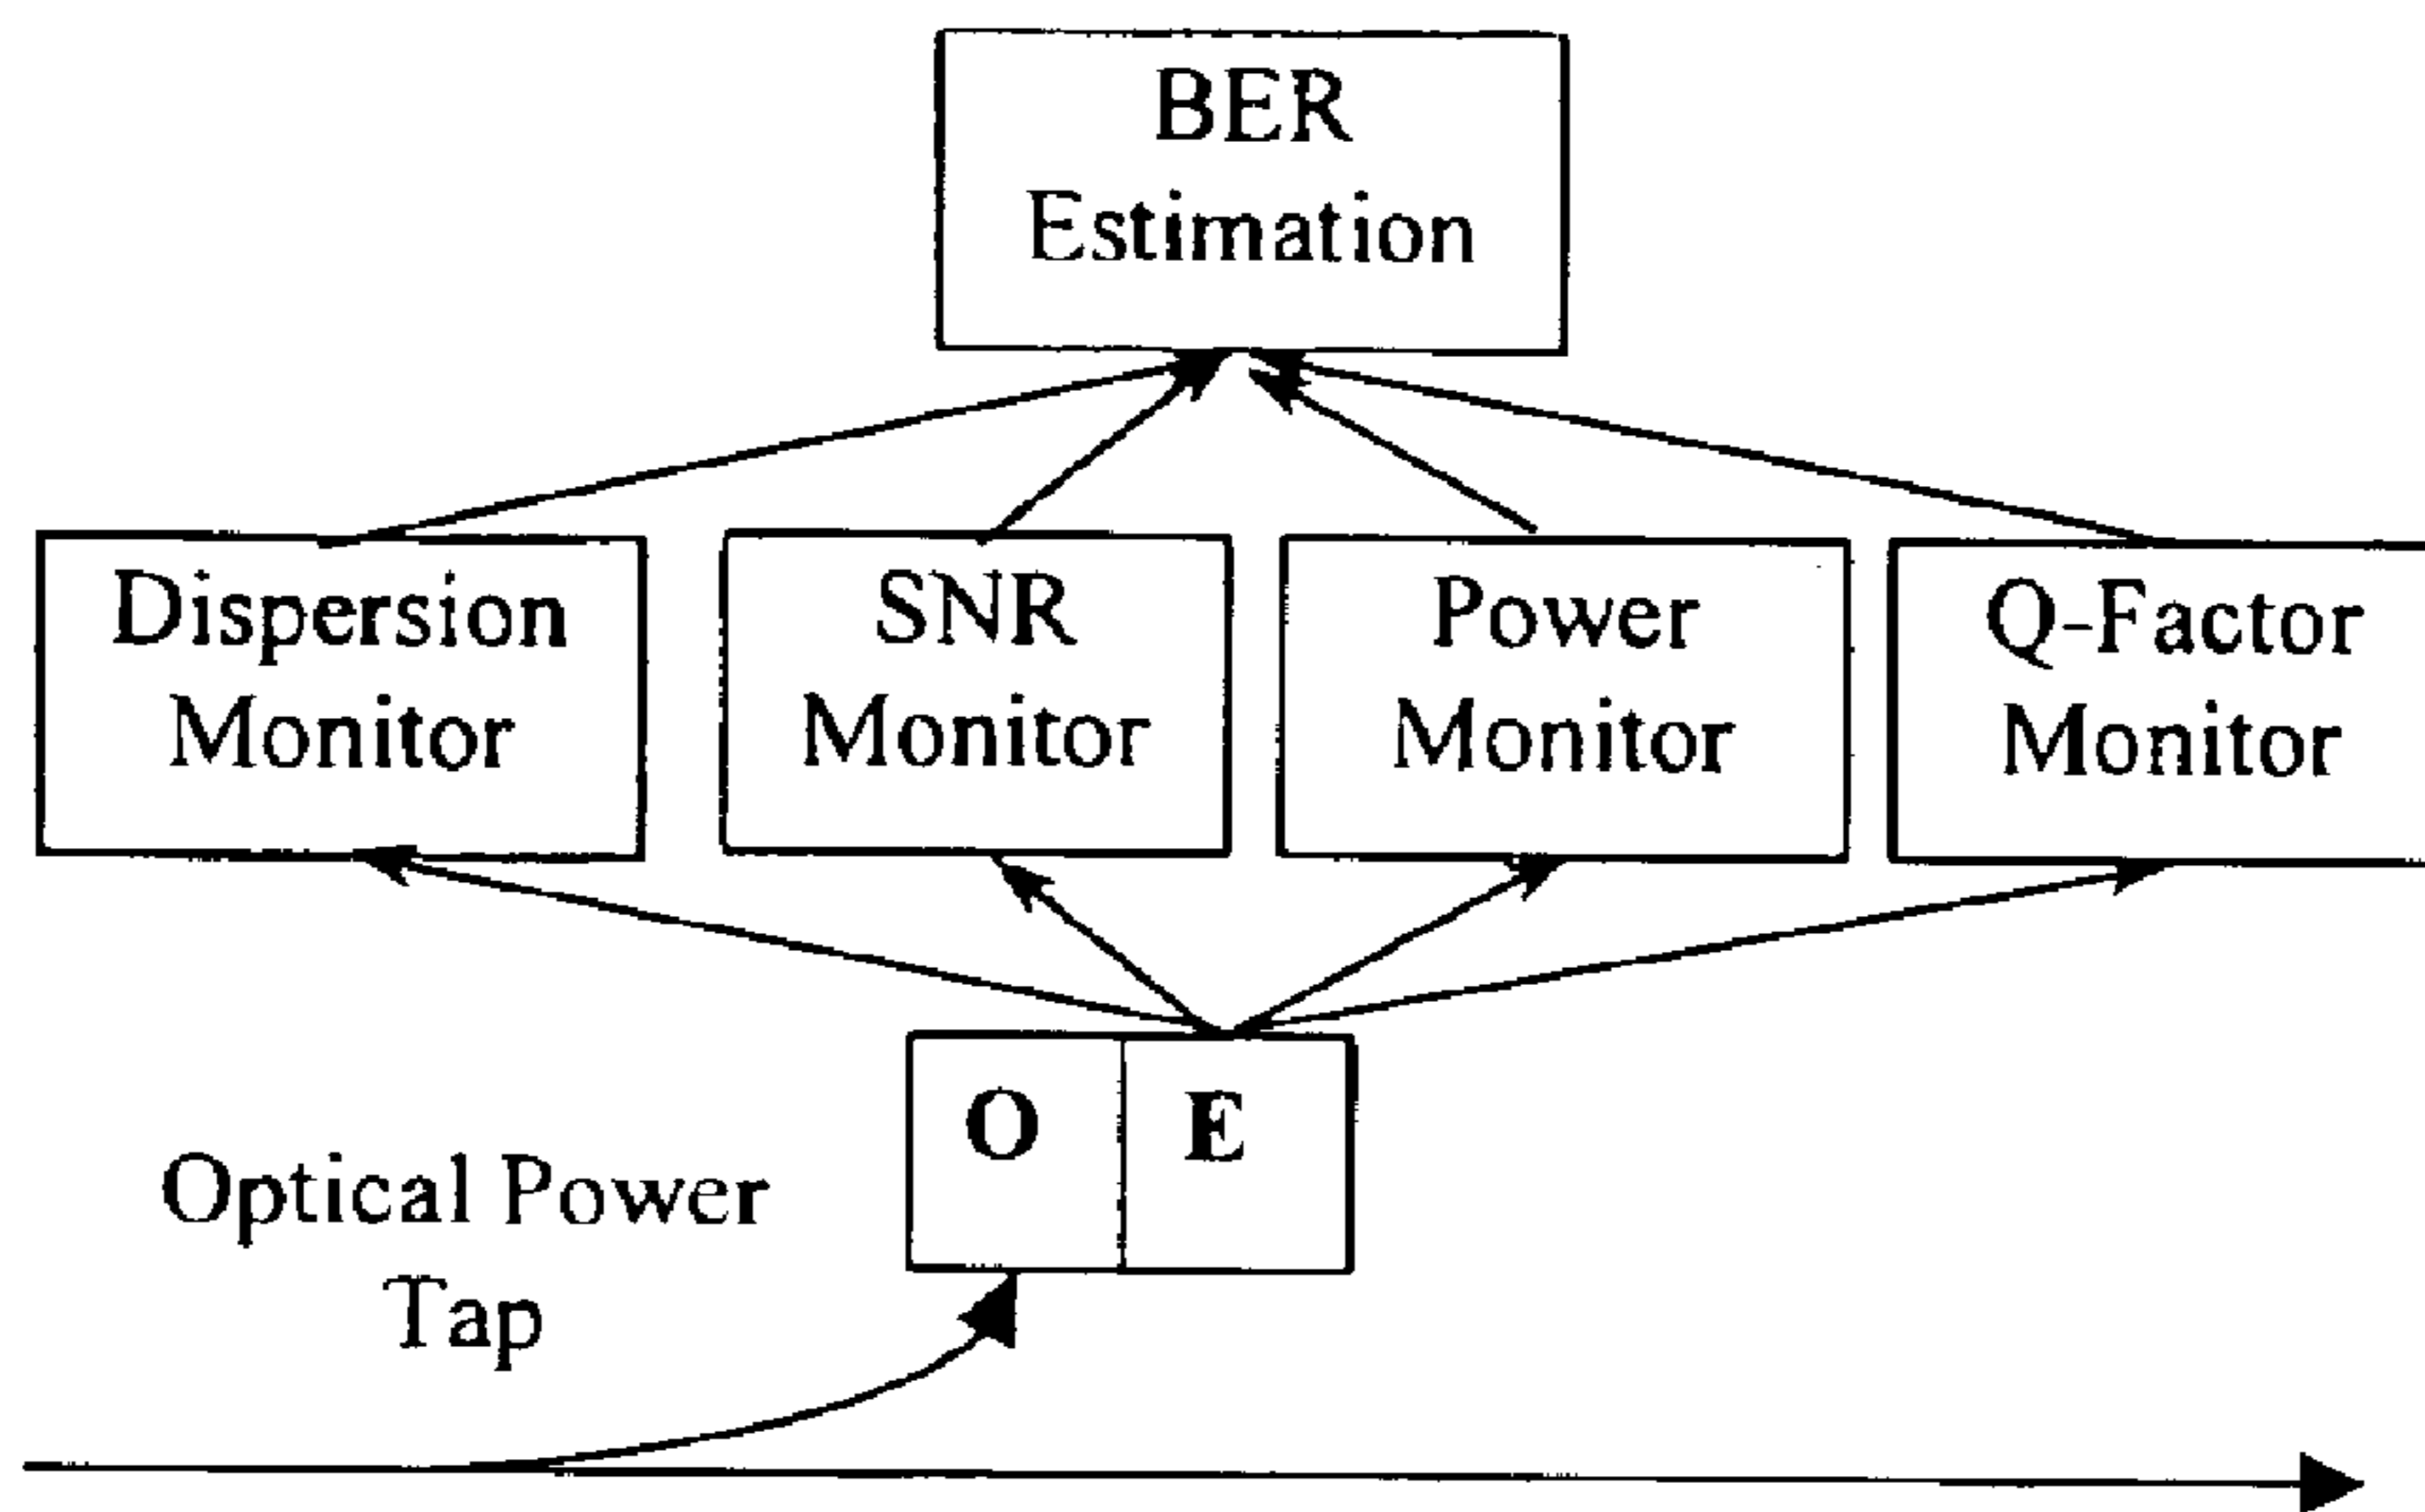 BER
Estimation
Dispersion
Monitor
SNR
Monitor
Power
Monitor
Q-Factor
Monitor
O E
Optical Power
Tap